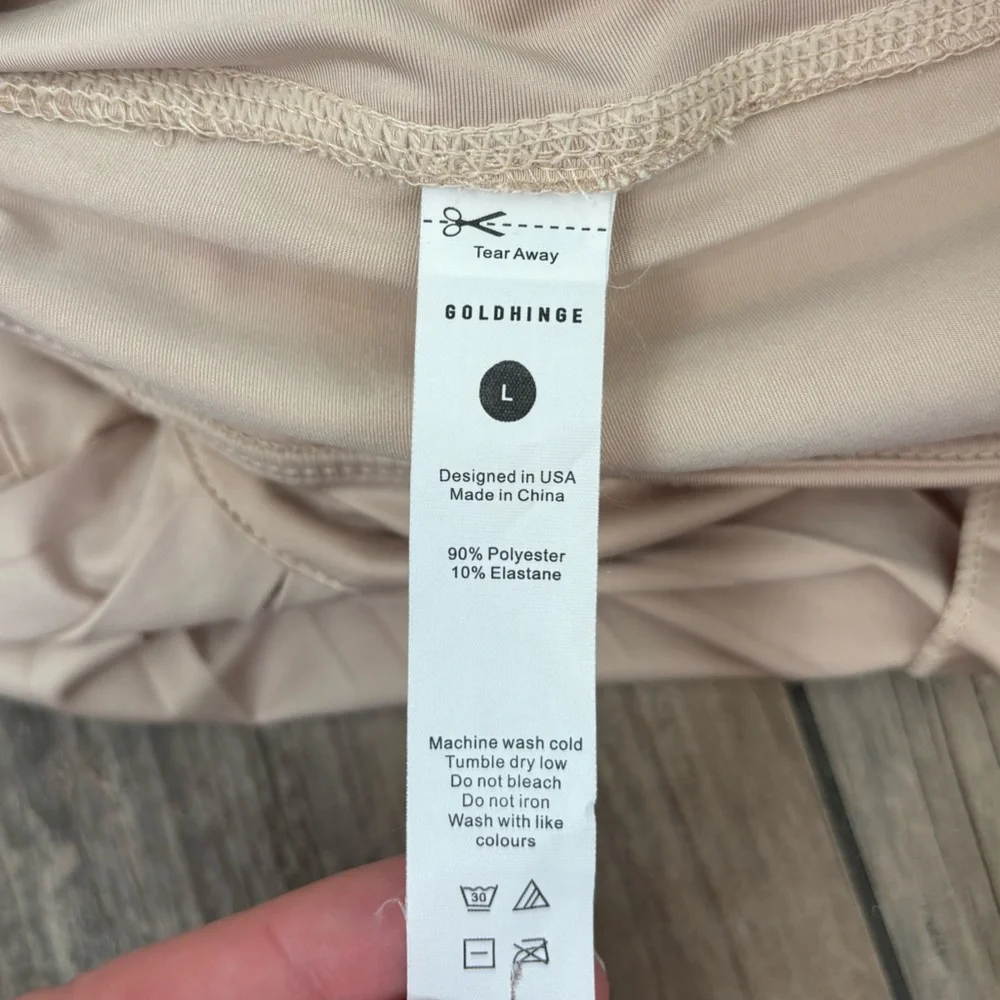 Tear Away
GOLDHINGE
L
Designed in USA
Made in China
90% Polyester
10% Elastane
Machine wash cold
Tumble dry low
Do not bleach
Do not iron
Wash with like
colours
30